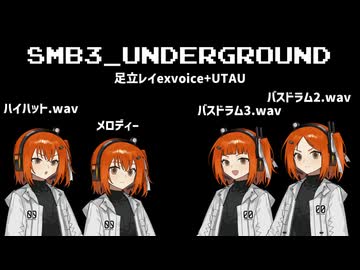 SMB3_UNDERGROUND
足立レイexvoice+UTAU
ハイハット.wav
メロディー
バスドラム3.wav
バスドラム2.wav